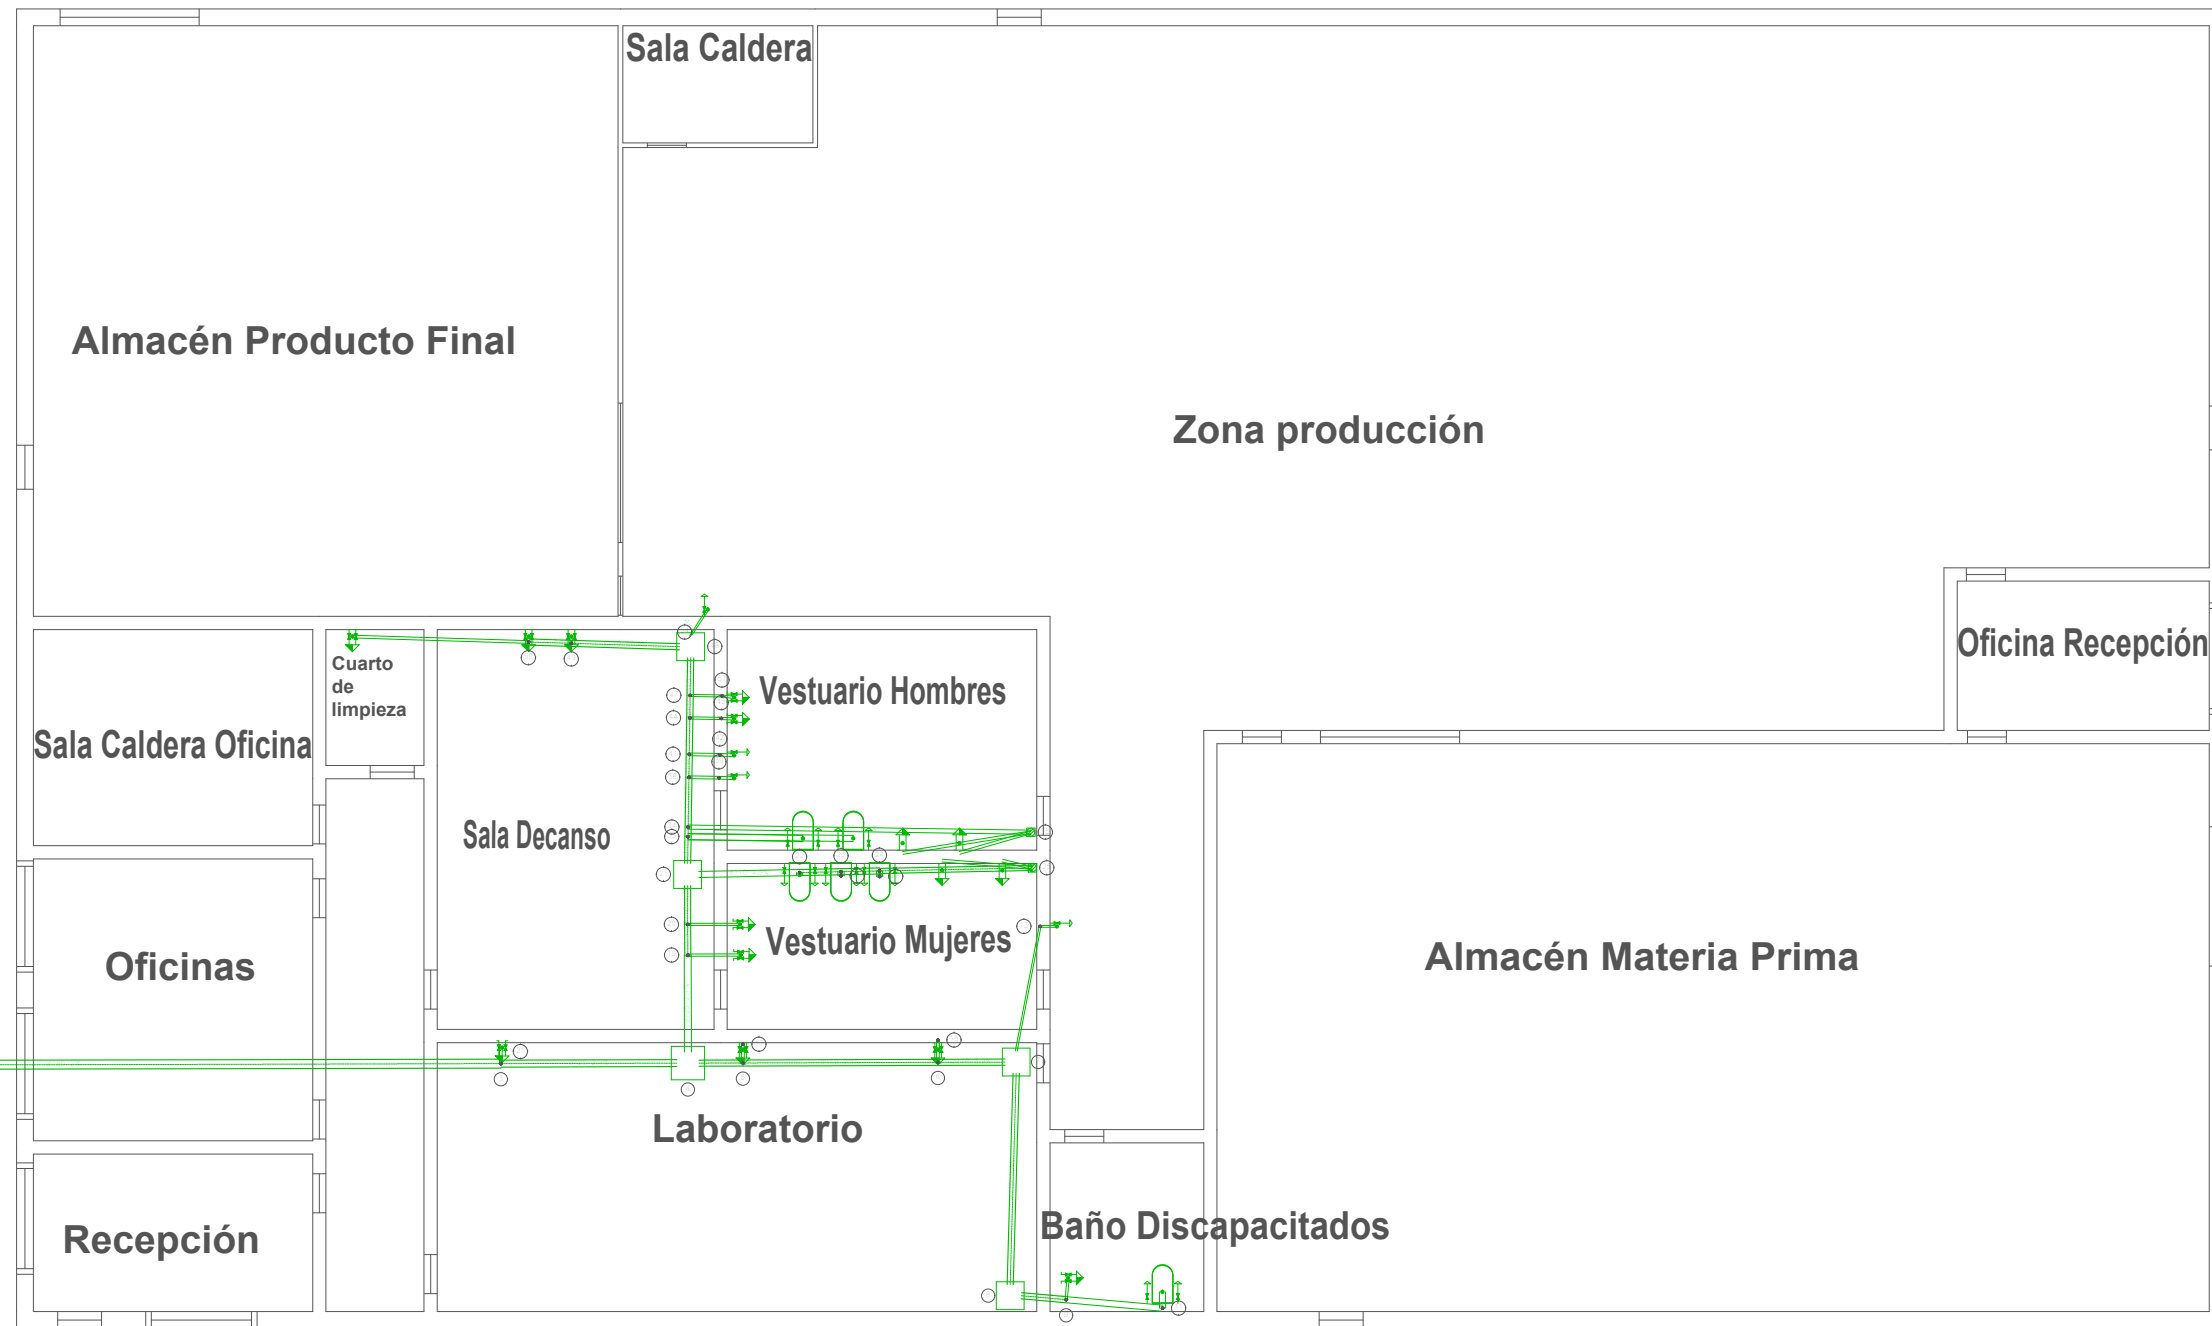 Sala Caldera
Almacén Producto Final
Zona producción
Oficina Recepción
Cuarto
de
limpieza
Vestuario Hombres
Sala Caldera Oficina
Sala Decanso
Vestuario Mujeres
Oficinas
Almacén Materia Prima
Laboratorio
Baño Discapacitados
Recepción